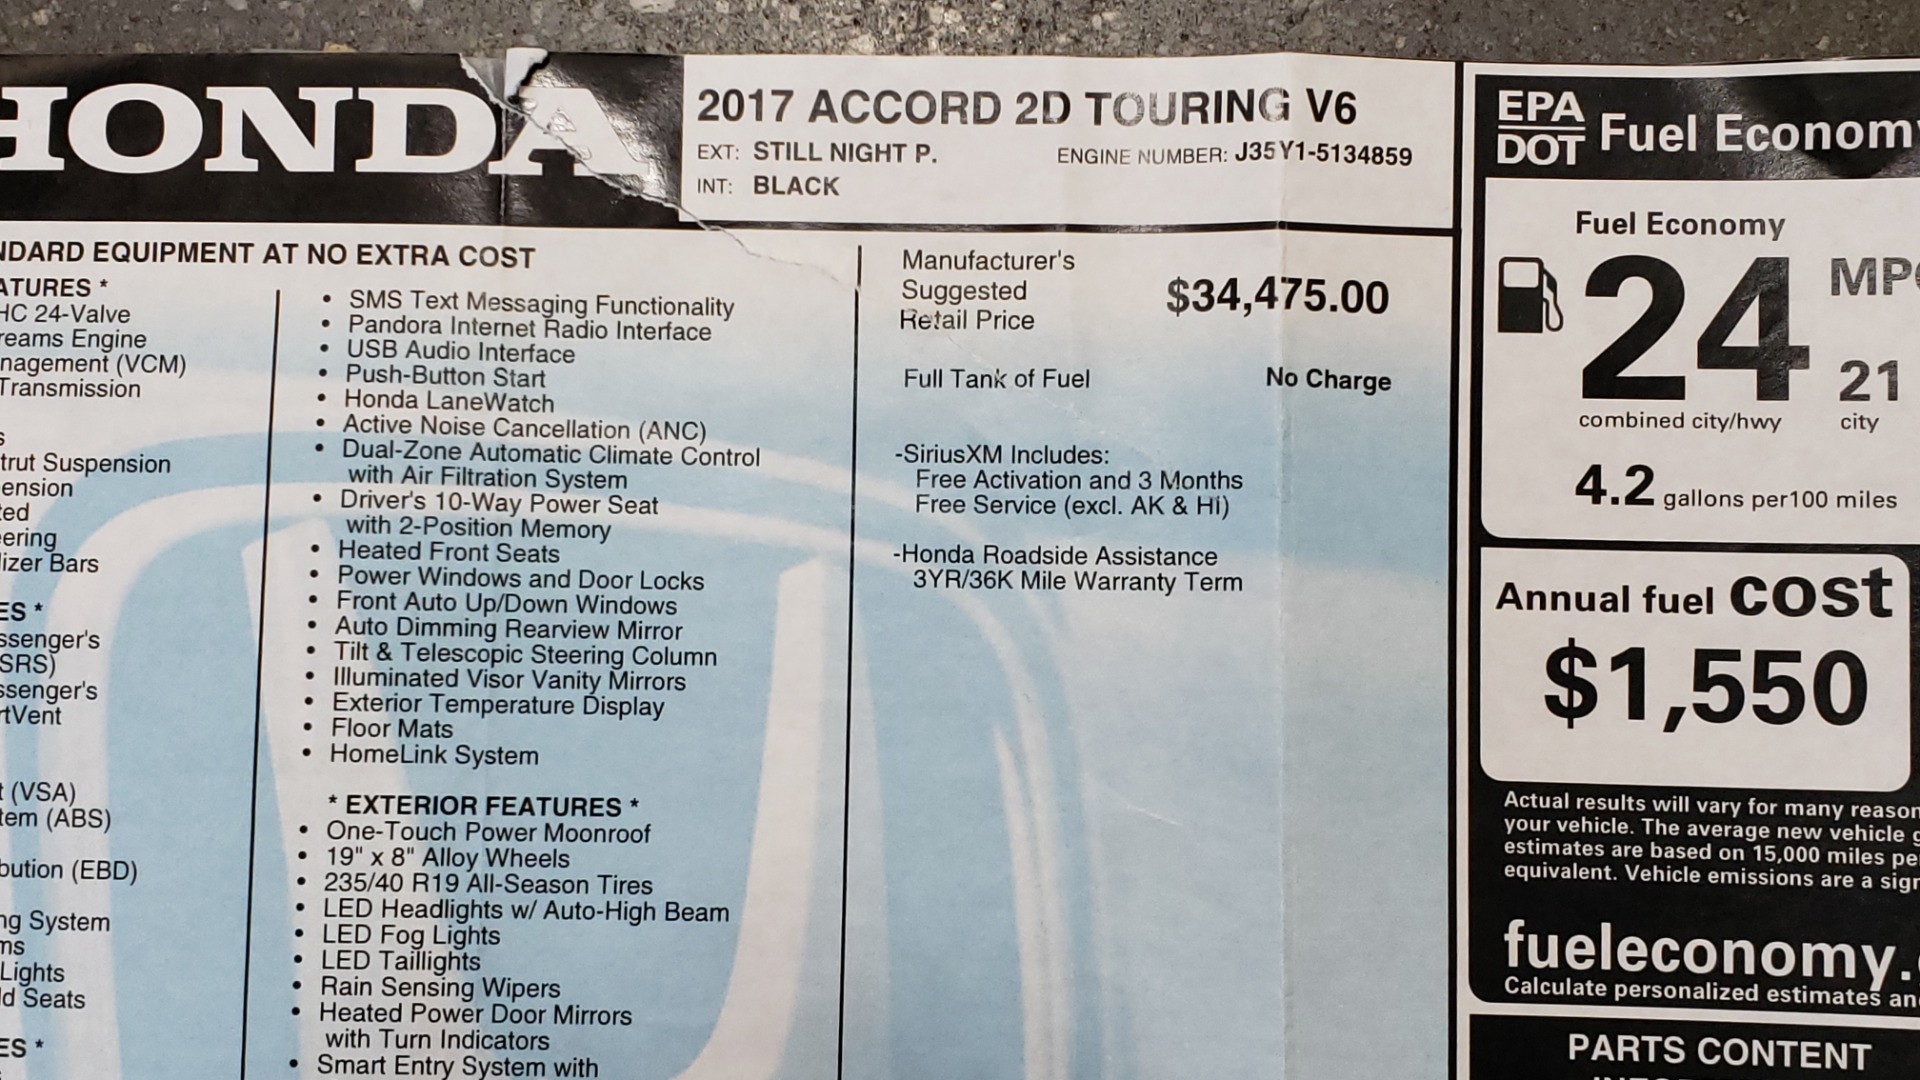 HONDA
2017 ACCORD 2D TOURING V6
EXT: STILL NIGHT P.
ENGINE NUMBER: J35Y1-5134859
INT: BLACK
EQUIPMENT AT NO EXTRA COST
*
24-Valve
Engine
(VCM)
Transmission
Suspension
Bars
*
(SRS)
(VSA)
(ABS)
(EBD)
System
Lights
Seats
*
• SMS Text Messaging Functionality
• Pandora Internet Radio Interface
• USB Audio Interface
• Push-Button Start
• Honda LaneWatch
• Active Noise Cancellation (ANC)
• Dual-Zone Automatic Climate Control
with Air Filtration System
• Driver's 10-Way Power Seat
with 2-Position Memory
• Heated Front Seats
• Power Windows and Door Locks
• Front Auto Up/Down Windows
• Auto Dimming Rearview Mirror
• Tilt & Telescopic Steering Column
• Illuminated Visor Vanity Mirrors
• Exterior Temperature Display
• Floor Mats
• HomeLink System
* EXTERIOR FEATURES *
• One-Touch Power Moonroof
• 19" x 8" Alloy Wheels
• 235/40 R19 All-Season Tires
• LED Headlights w/ Auto-High Beam
• LED Fog Lights
• LED Taillights
• Rain Sensing Wipers
• Heated Power Door Mirrors
with Turn Indicators
• Smart Entry System with
Manufacturer's
Suggested
Retail Price
$34,475.00
Full Tank of Fuel No Charge
-SiriusXM Includes:
Free Activation and 3 Months
Free Service (excl. AK & HI)
-Honda Roadside Assistance
3YR/36K Mile Warranty Term
EPA
DOT
Fuel Economy
Fuel Economy
24
MPG
21
combined city/hwy
city
4.2 gallons per100 miles
Annual fuel cost
$1,550
Actual results will vary for many
your vehicle. The average new vehicle
estimates are based on 15,000 miles
equivalent. Vehicle emissions are a
fueleconomy.
Calculate personalized estimates
PARTS CONTENT